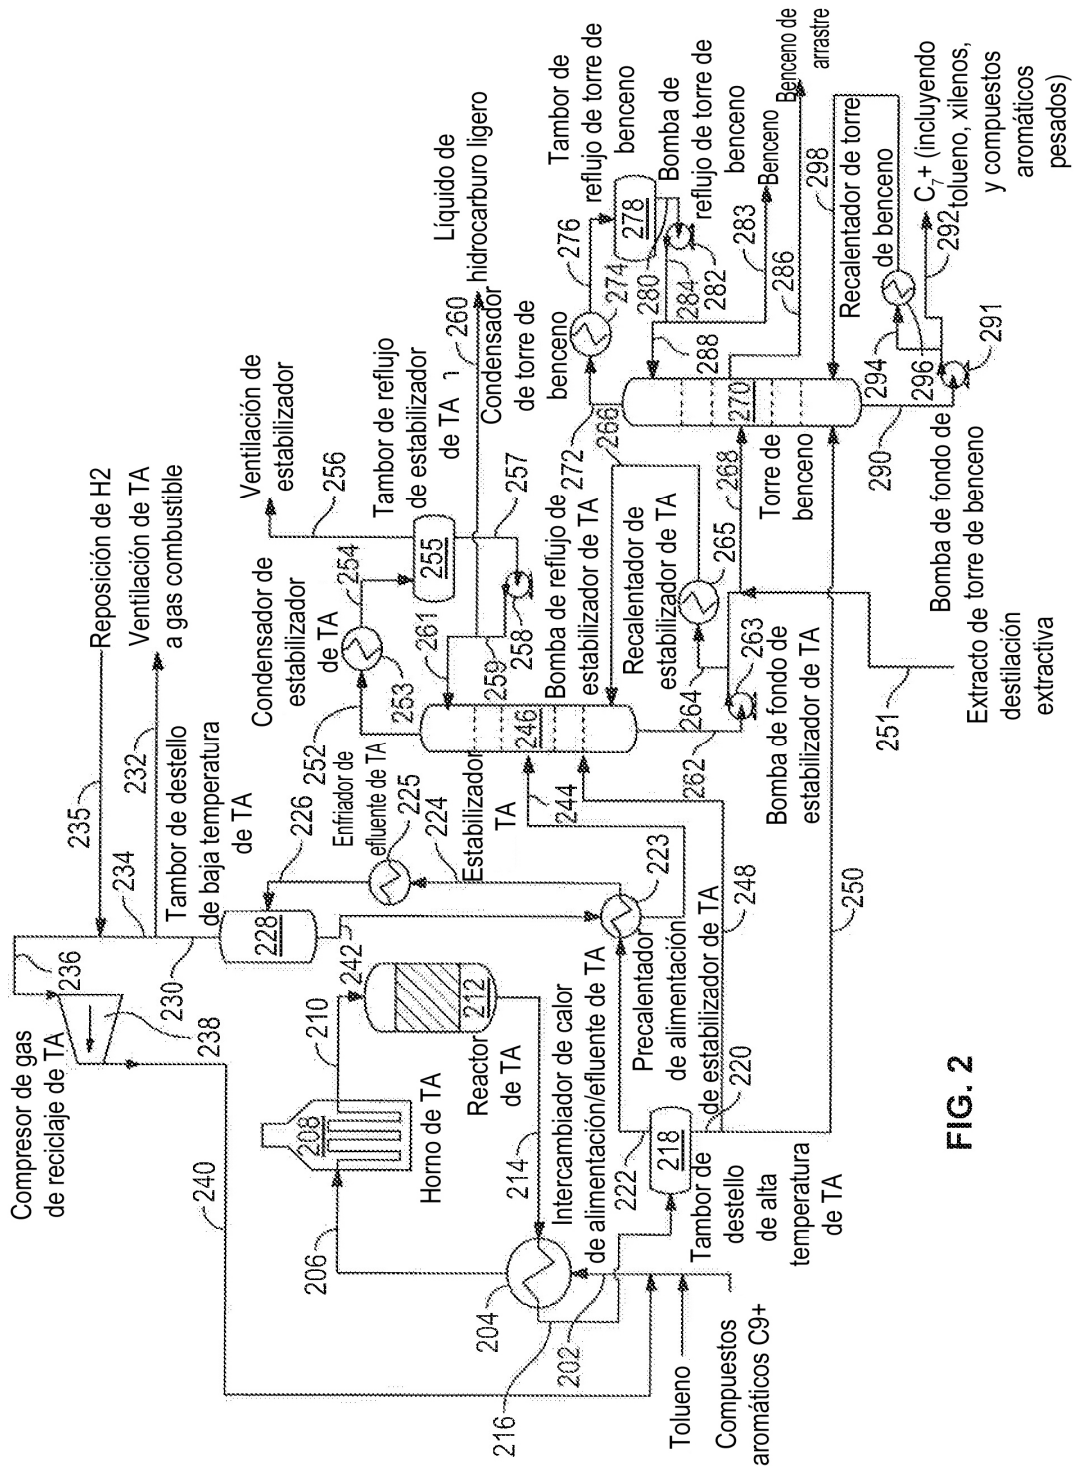 Compresor de gas
de reciclaje de TA
236
238
230
234
235
Reposición de H2
232
Ventilación de TA
a gas combustible
Tambor de destello
de baja temperatura
de TA
240
206
208
Horno de TA
210
242
212
Reactor
de TA
214
228
226
Enfriador de
efluente de TA
225
224
252
Condensador de
estabilizador
de TA
253
254
Ventilación de
estabilizador
256
Tambor de reflujo
de estabilizador
de TA
255
257
258
259
261
260
Líquido de
hidrocarburo ligero
Estabilizador
TA
246
244
Bomba de reflujo de
estabilizador de TA
Condensador
de torre de
benceno
272
274
276
Tambor de
reflujo de torre de
benceno
278
280
282
284
Bomba de
reflujo de torre de
benceno
283
Benceno
286
Benceno de
arrastre
288
266
270
Torre de
benceno
268
Recalentador de
estabilizador de TA
265
264
262
263
Bomba de fondo de
estabilizador de TA
251
Extracto de
destilación
extractiva
298
Recalentador de torre
de benceno
294
296
290
291
292
C7+ (incluyendo
tolueno, xilenos,
y compuestos
aromáticos
pesados)
Bomba de fondo de
torre de benceno
204
216
202
Intercambiador de calor
de alimentación/efluente de TA
222
218
220
Tambor de
destello
de alta
temperatura
de TA
223
Precalentador
de alimentación
de estabilizador de TA
248
250
Tolueno
Compuestos
aromáticos C9+
FIG. 2